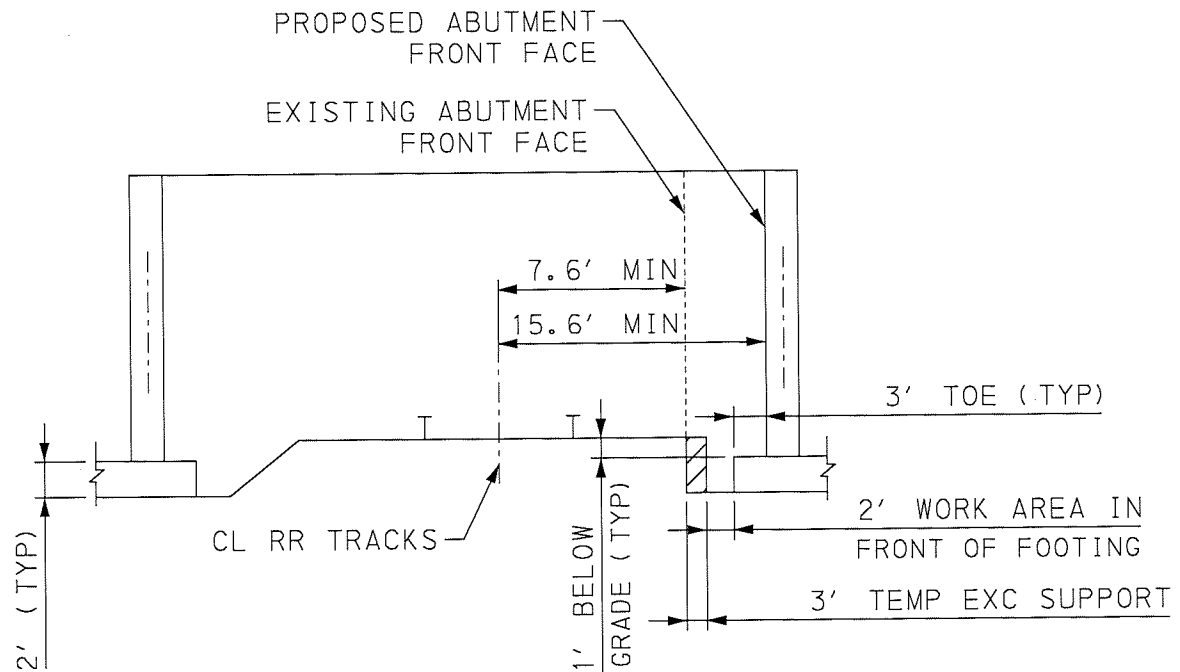 PROPOSED ABUTMENT
FRONT FACE
EXISTING ABUTMENT
FRONT FACE
7.6' MIN
15.6' MIN
3' TOE (TYP)
CL RR TRACKS
2' WORK AREA IN
FRONT OF FOOTING
3' TEMP EXC SUPPORT
2' (TYP)
1' BELOW
GRADE (TYP)